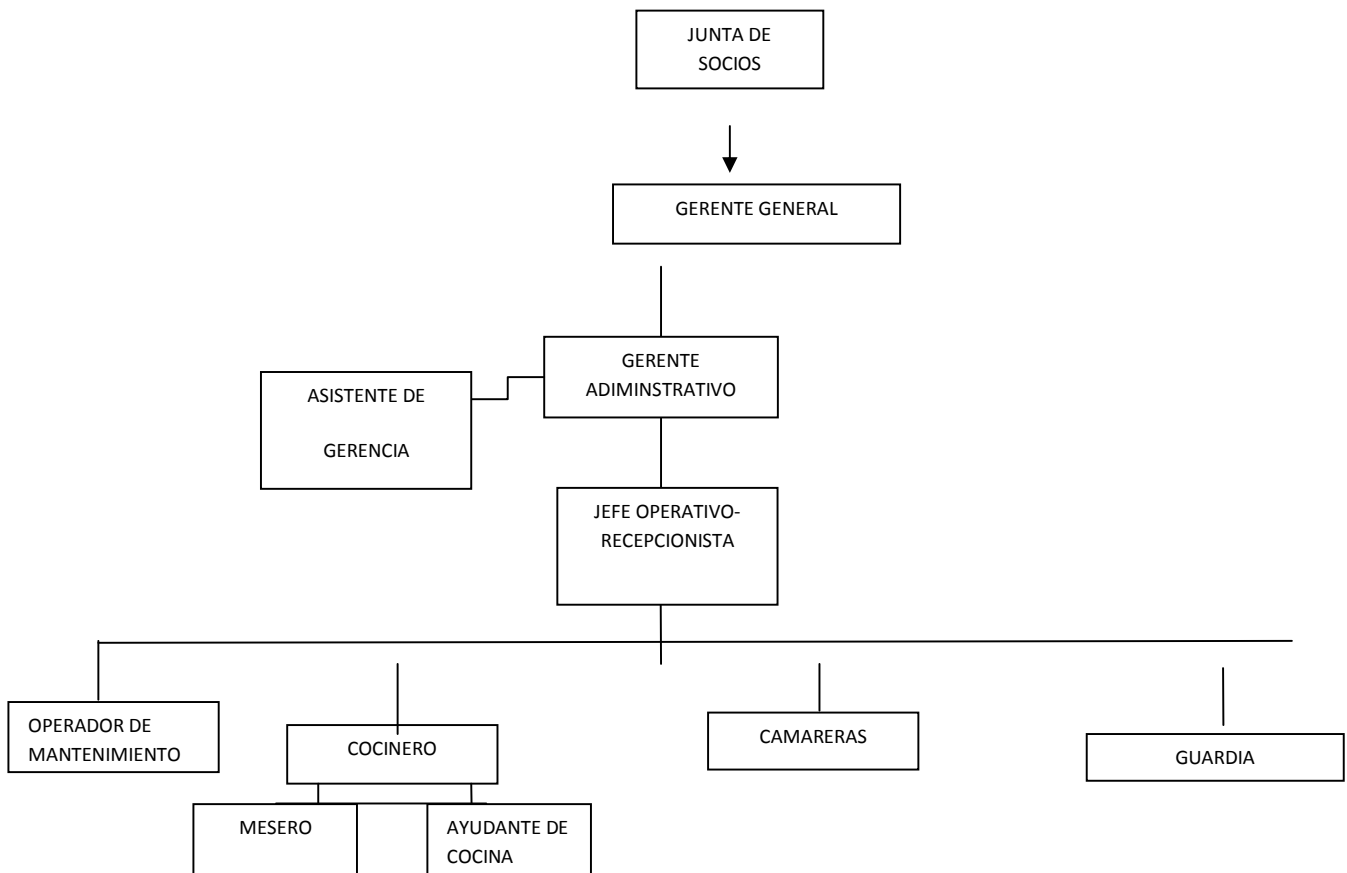 JUNTA DE
SOCIOS
GERENTE GENERAL
GERENTE
ADIMINSTRATIVO
ASISTENTE DE
GERENCIA
JEFE OPERATIVO-
RECEPCIONISTA
OPERADOR DE
MANTENIMIENTO
COCINERO
CAMARERAS
GUARDIA
MESERO
AYUDANTE DE
COCINA